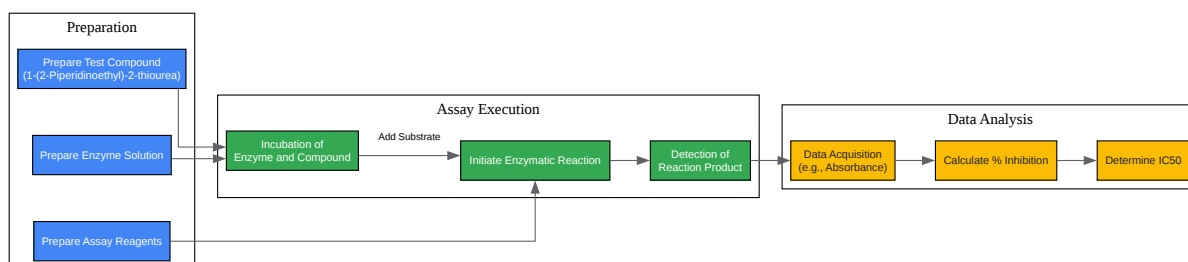 Preparation
Prepare Test Compound
(1-(2-Piperidinoethyl)-2-thiourea)
Prepare Enzyme Solution
Prepare Assay Reagents
Assay Execution
Incubation of
Enzyme and Compound
Add Substrate
Initiate Enzymatic Reaction
Detection of
Reaction Product
Data Analysis
Data Acquisition
(e.g., Absorbance)
Calculate % Inhibition
Determine IC50